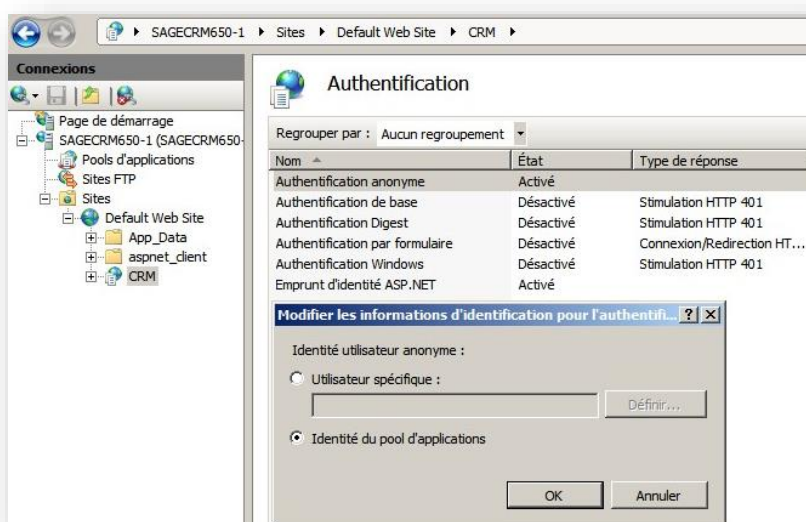 SAGECRM650-1 Sites Default Web Site CRM
Connexions
Page de démarrage
SAGECRM650-1 (SAGECRM650-
Pools d'applications
Sites FTP
Sites
Default Web Site
App_Data
aspnet_client
CRM
Authentification
Regrouper par : Aucun regroupement
Nom État Type de réponse
Authentification anonyme Activé
Authentification de base Désactivé Stimulation HTTP 401
Authentification Digest Désactivé Stimulation HTTP 401
Authentification par formulaire Désactivé Connexion/Redirection HT...
Authentification Windows Désactivé Stimulation HTTP 401
Emprunt d'identité ASP.NET Activé
Modifier les informations d'identification pour l'authentifi...
Identité utilisateur anonyme :
Utilisateur spécifique :
Définir...
Identité du pool d'applications
OK Annuler